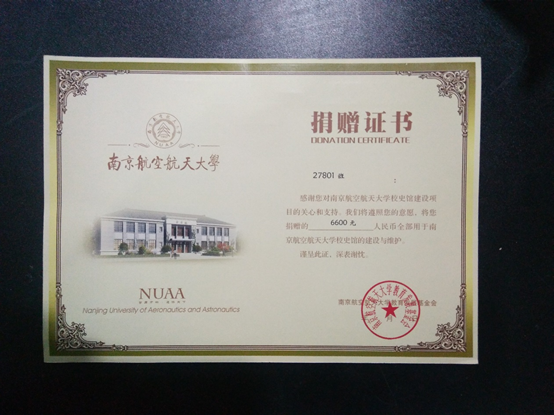 NUAA
南京航空航天大學
NUAA
Nanjing University of Aeronautics and Astronautics
捐赠证书
DONATION CERTIFICATE
27801 班 :
感谢您对南京航空航天大学校史馆建设项
目的关心和支持。我们将遵照您的意愿,将您
捐赠的 6600 元 人民币全部用于南
京航空航天大学校史馆的建设与维护。
谨呈此证,深表谢忱。
南京航空航天大学教育发展基金会